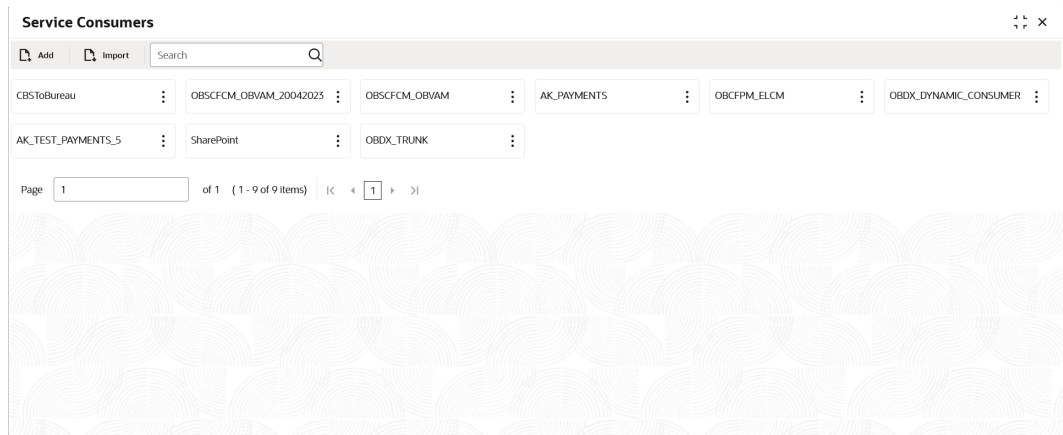 Service Consumers
Add Import Search
CBSToBureau OBSCFCM_OBVAM_20042023 OBSCFCM_OBVAM AK_PAYMENTS OBCFPM_ELCM OBDX_DYNAMIC_CONSUMER
AK_TEST_PAYMENTS_5 SharePoint OBDX_TRUNK
Page 1 of 1 ( 1 - 9 of 9 items) 1